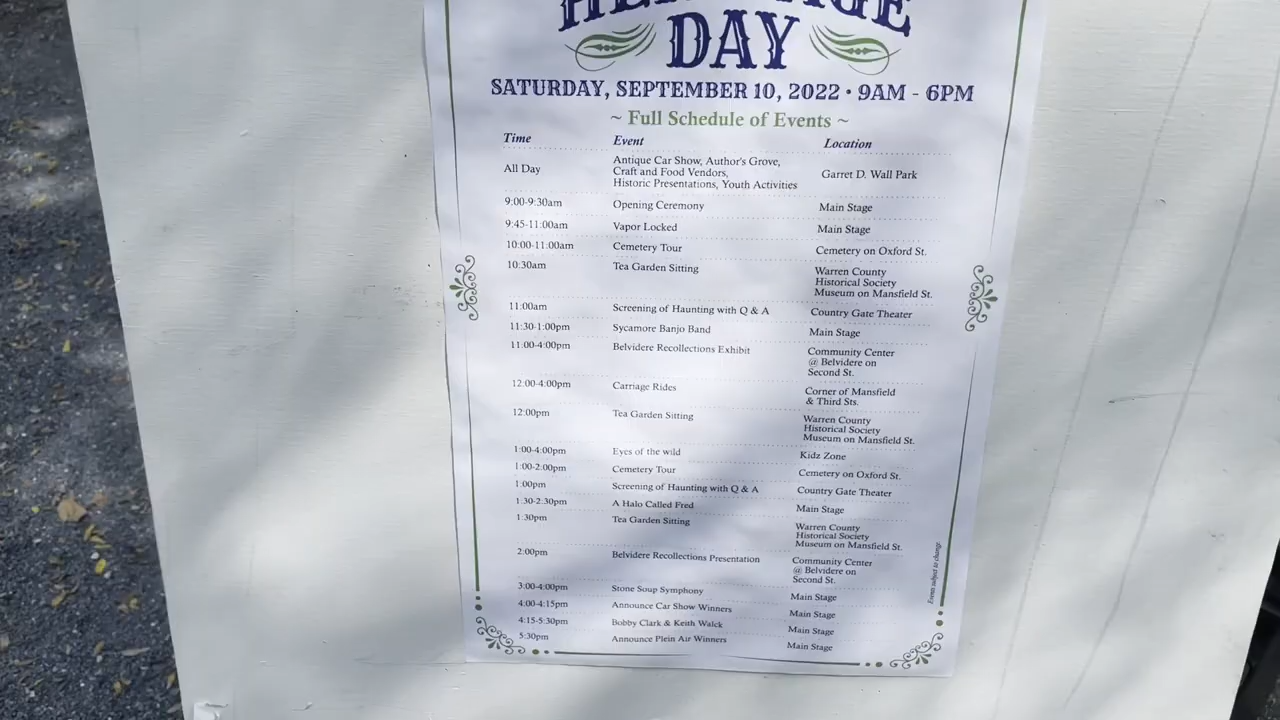 HERITAGE
DAY
SATURDAY, SEPTEMBER 10, 2022 • 9AM - 6PM
~ Full Schedule of Events ~
Time Event Location
All Day Antique Car Show, Author's Grove, Garret D. Wall Park
Craft and Food Vendors,
Historic Presentations, Youth Activities
9:00-9:30am Opening Ceremony Main Stage
9:45-11:00am Vapor Locked Main Stage
10:00-11:00am Cemetery Tour Cemetery on Oxford St.
10:30am Tea Garden Sitting Warren County
Historical Society
Museum on Mansfield St.
11:00am Screening of Haunting with Q & A Country Gate Theater
11:30-1:00pm Sycamore Banjo Band Main Stage
11:00-4:00pm Belvidere Recollections Exhibit Community Center
@ Belvidere on
Second St.
12:00-4:00pm Carriage Rides Corner of Mansfield
& Third Sts.
12:00pm Tea Garden Sitting Warren County
Historical Society
Museum on Mansfield St.
1:00-4:00pm Eyes of the wild Kidz Zone
1:00-2:00pm Cemetery Tour Cemetery on Oxford St.
1:00pm Screening of Haunting with Q & A Country Gate Theater
1:30-2:30pm A Halo Called Fred Main Stage
1:30pm Tea Garden Sitting Warren County
Historical Society
Museum on Mansfield St.
2:00pm Belvidere Recollections Presentation Community Center
@ Belvidere on
Second St.
3:00-4:00pm Stone Soup Symphony Main Stage
4:00-4:15pm Announce Car Show Winners Main Stage
4:15-5:30pm Bobby Clark & Keith Walck Main Stage
5:30pm Announce Plein Air Winners Main Stage
Events subject to change.